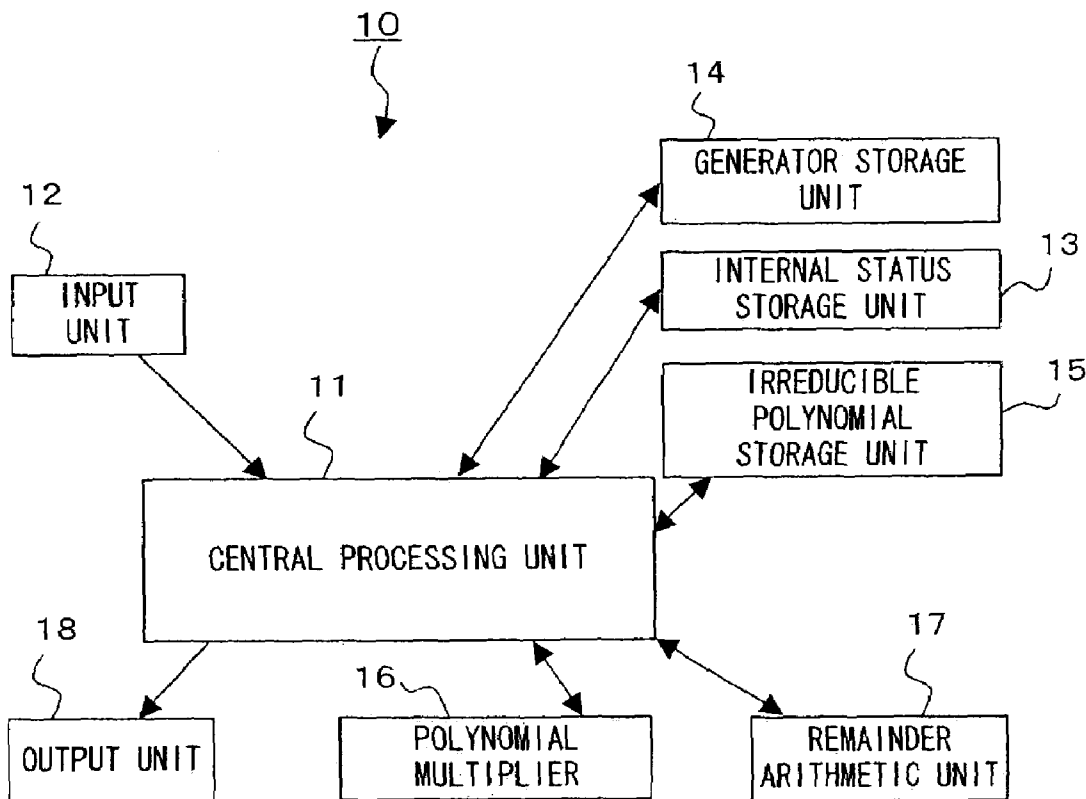 10
14
GENERATOR STORAGE
UNIT
12
INPUT
UNIT
13
INTERNAL STATUS
STORAGE UNIT
11
15
IRREDUCIBLE
POLYNOMIAL
STORAGE UNIT
CENTRAL PROCESSING UNIT
18
OUTPUT UNIT
16
POLYNOMIAL
MULTIPLIER
17
REMAINDER
ARITHMETIC UNIT